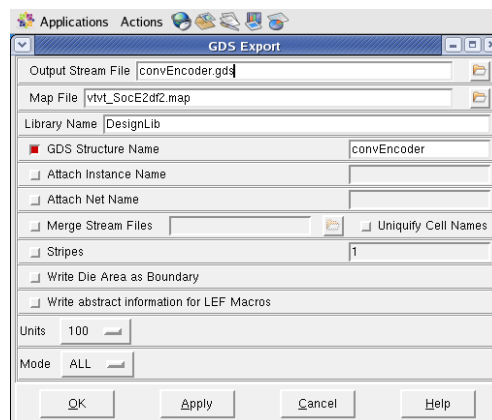 Applications Actions
GDS Export
Output Stream File convEncoder.gds
Map File vtvt_SocE2df2.map
Library Name DesignLib
GDS Structure Name convEncoder
Attach Instance Name
Attach Net Name
Merge Stream Files Uniquify Cell Names
Stripes 1
Write Die Area as Boundary
Write abstract information for LEF Macros
Units 100
Mode ALL
OK Apply Cancel Help